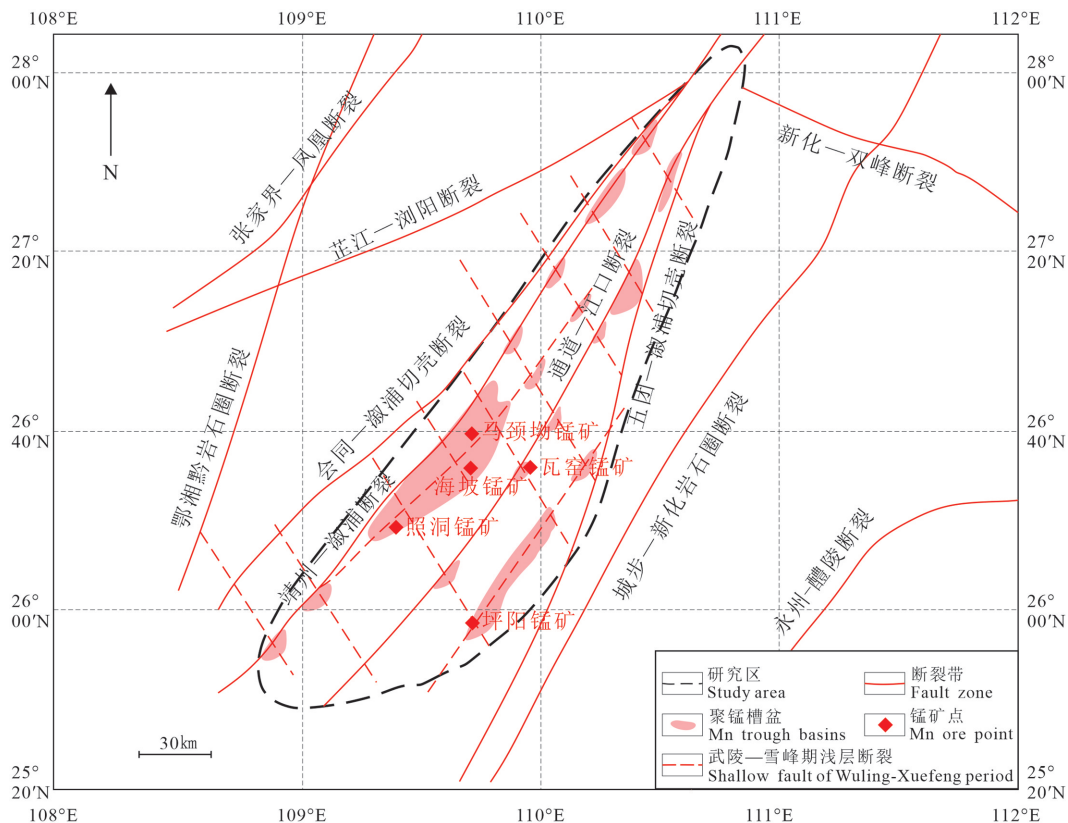 108°E
109°E
110°E
111°E
112°E
28°
00′N
28°
00′N
N
张家界—凤凰断裂
新化—双峰断裂
芷江—浏阳断裂
27°
20′N
27°
20′N
通道—江口断裂
五团—溆浦切壳断裂
会同—溆浦切壳断裂
鄂湘黔岩石圈断裂
26°
40′N
26°
40′N
马颈坳锰矿
瓦窑锰矿
海坡锰矿
照洞锰矿
靖州—溆浦断裂
城步—新化岩石圈断裂
永州-醴陵断裂
26°
00′N
26°
00′N
坪阳锰矿
研究区
Study area
断裂带
Fault zone
聚锰槽盆
Mn trough basins
锰矿点
Mn ore point
武陵—雪峰期浅层断裂
Shallow fault of Wuling-Xuefeng period
30km
25°
20′N
25°
20′N
108°E
109°E
110°E
111°E
112°E